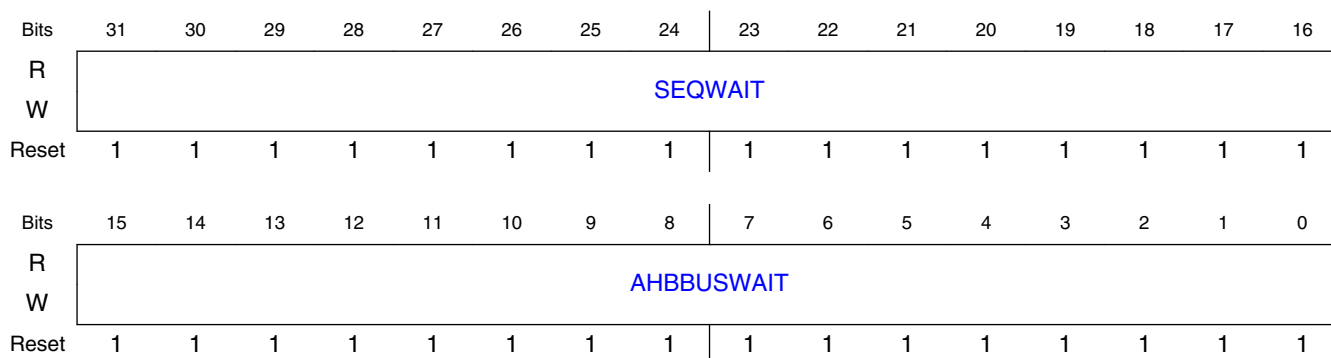 Bits 31 30 29 28 27 26 25 24 23 22 21 20 19 18 17 16
R
SEQWAIT
W
Reset 1 1 1 1 1 1 1 1 1 1 1 1 1 1 1 1
Bits 15 14 13 12 11 10 9 8 7 6 5 4 3 2 1 0
R
AHBBUSWAIT
W
Reset 1 1 1 1 1 1 1 1 1 1 1 1 1 1 1 1